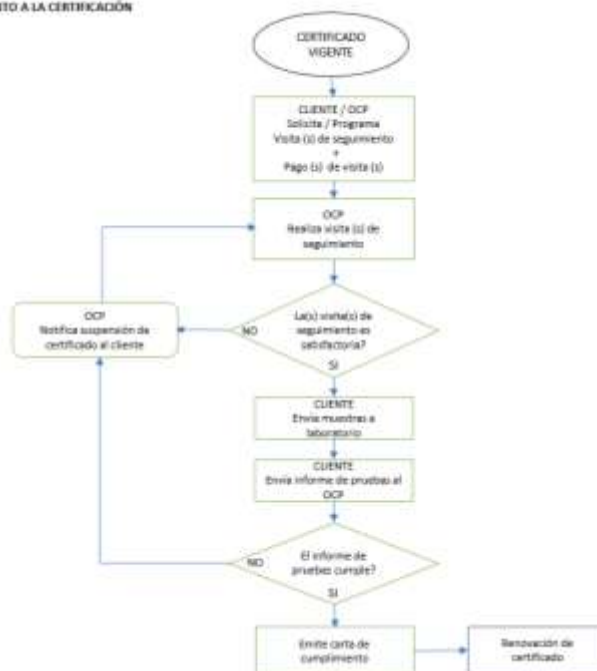 NTO A LA CERTIFICACIÓN
CERTIFICADO
VIGENTE
CLIENTE / OCP
Solicita / Programa
Visita (s) de seguimiento
+
Pago (s) de visita (s)
OCP
Realiza visita (s) de
seguimiento
La(s) visita(s) de
seguimiento es
satisfactoria?
NO
SI
OCP
Notifica suspensión de
certificado al cliente
CLIENTE
Envía muestras a
laboratorio
CLIENTE
Envía informe de pruebas al
OCP
El informe de
pruebas cumple?
NO
SI
Emite carta de
cumplimiento
Renovación de
certificado